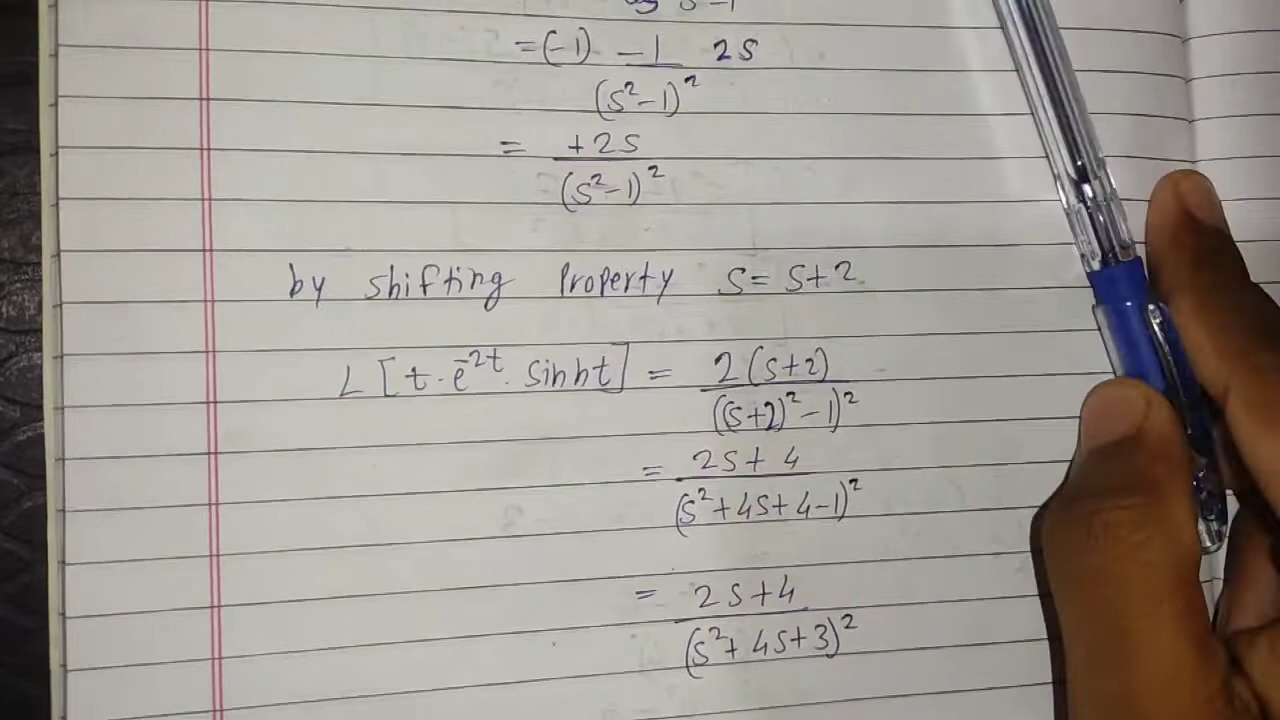 = (-1) -1/(s²-1)² 2s
= +2s/(s²-1)²
by shifting Property s = s+2
L[t·e^-2t·sinht] = 2(s+2)/((s+2)²-1)²
= 2s+4/(s²+4s+4-1)²
= 2s+4/(s²+4s+3)²